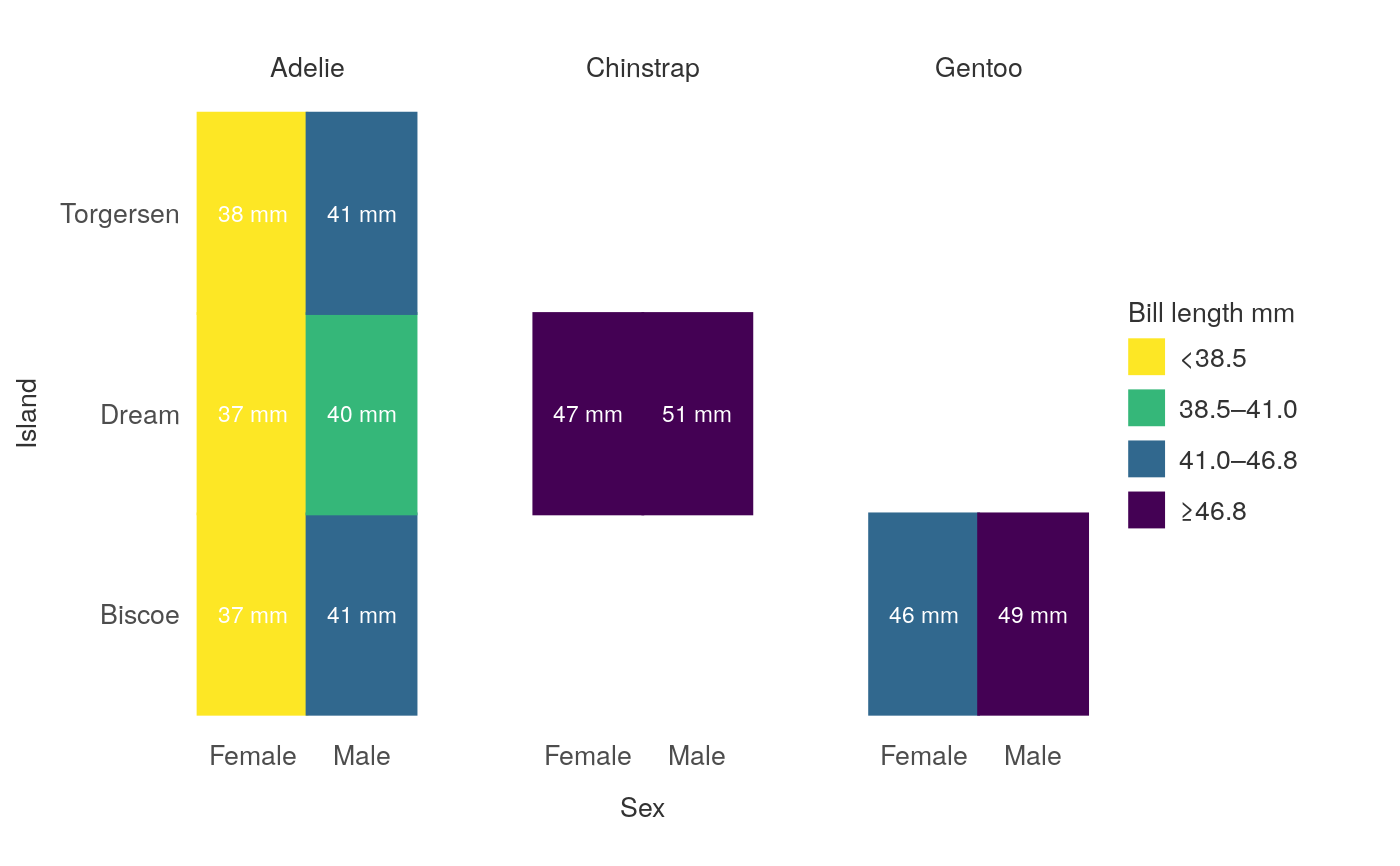 Adelie Chinstrap Gentoo
Torgersen 38 mm 41 mm
Bill length mm
<38.5
38.5–41.0
41.0–46.8
≥46.8
Island
Dream 37 mm 40 mm 47 mm 51 mm
Biscoe 37 mm 41 mm 46 mm 49 mm
Female Male Female Male Female Male
Sex